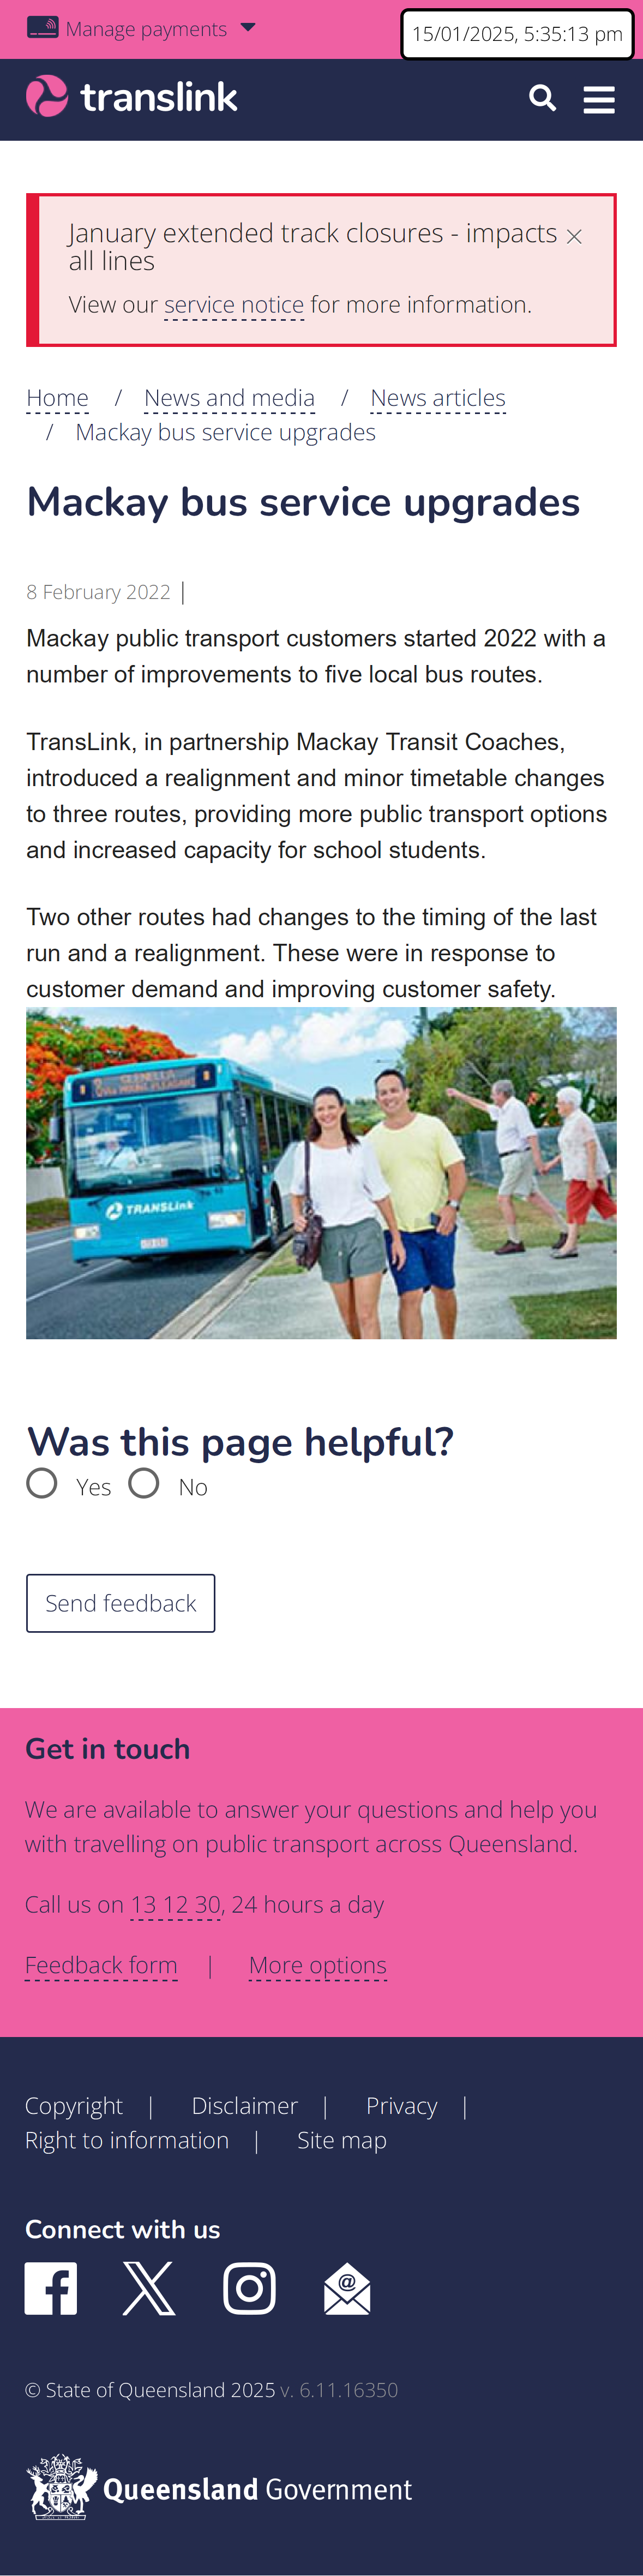 Manage payments
15/01/2025, 5:35:13 pm
translink
January extended track closures - impacts
all lines
View our service notice for more information.
Home / News and media / News articles
/ Mackay bus service upgrades
Mackay bus service upgrades
8 February 2022 |
Mackay public transport customers started 2022 with a
number of improvements to five local bus routes.
TransLink, in partnership Mackay Transit Coaches,
introduced a realignment and minor timetable changes
to three routes, providing more public transport options
and increased capacity for school students.
Two other routes had changes to the timing of the last
run and a realignment. These were in response to
customer demand and improving customer safety.
TRANSLink
Was this page helpful?
Yes No
Send feedback
Get in touch
We are available to answer your questions and help you
with travelling on public transport across Queensland.
Call us on 13 12 30, 24 hours a day
Feedback form | More options
Copyright | Disclaimer | Privacy |
Right to information | Site map
Connect with us
© State of Queensland 2025 v. 6.11.16350
Queensland Government